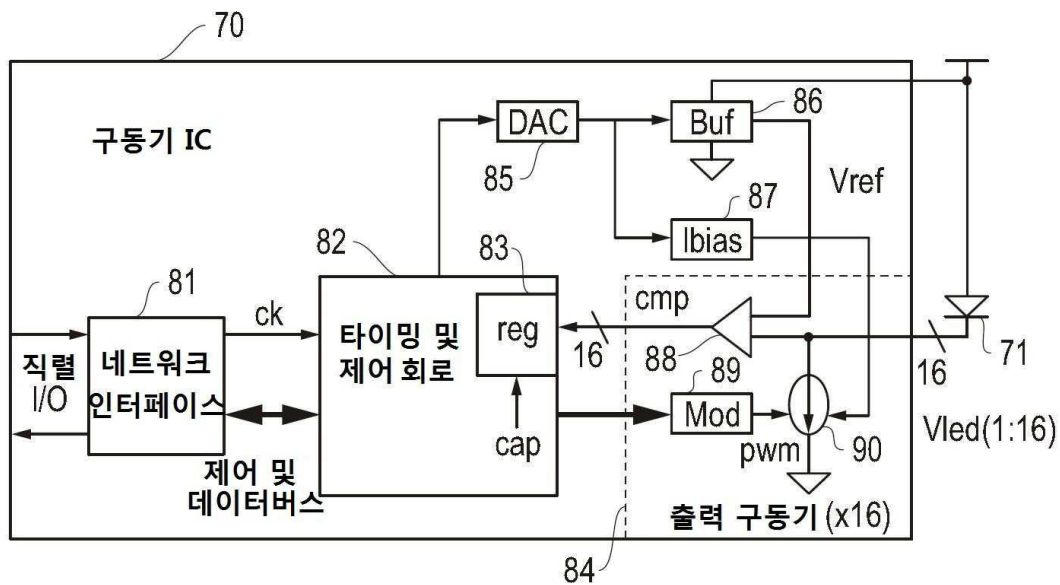 70
구동기 IC
DAC
85
Buf
86
Vref
87
Ibias
82
83
81
ck
타이밍 및
제어 회로
reg
cap
cmp
16
88
89
Mod
pwm
90
16
71
Vled(1:16)
직렬
I/O
네트워크
인터페이스
제어 및
데이터버스
출력 구동기 (x16)
84